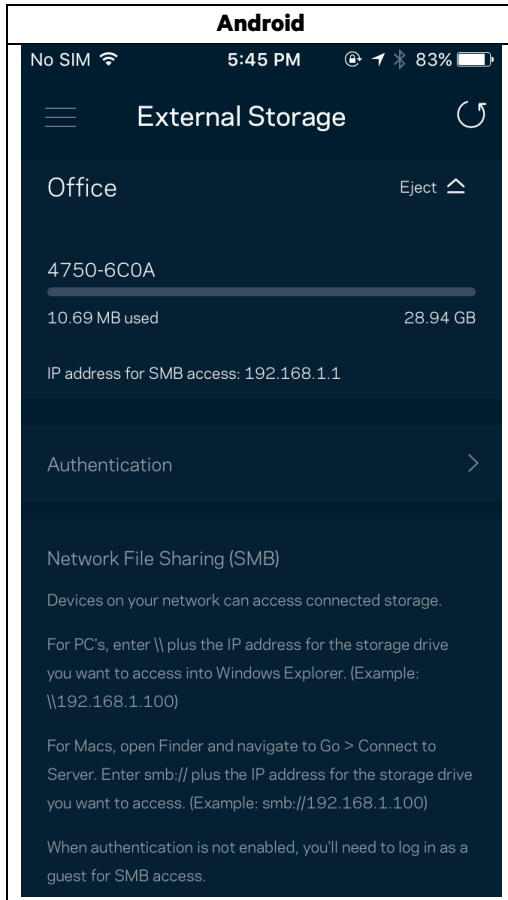 Android
No SIM 5:45 PM 83%
External Storage
Office Eject
4750-6C0A
10.69 MB used 28.94 GB
IP address for SMB access: 192.168.1.1
Authentication
Network File Sharing (SMB)
Devices on your network can access connected storage.
For PC's, enter \\ plus the IP address for the storage drive
you want to access into Windows Explorer. (Example:
\\192.168.1.100)
For Macs, open Finder and navigate to Go > Connect to
Server. Enter smb:// plus the IP address for the storage drive
you want to access. (Example: smb://192.168.1.100)
When authentication is not enabled, you'll need to log in as a
guest for SMB access.